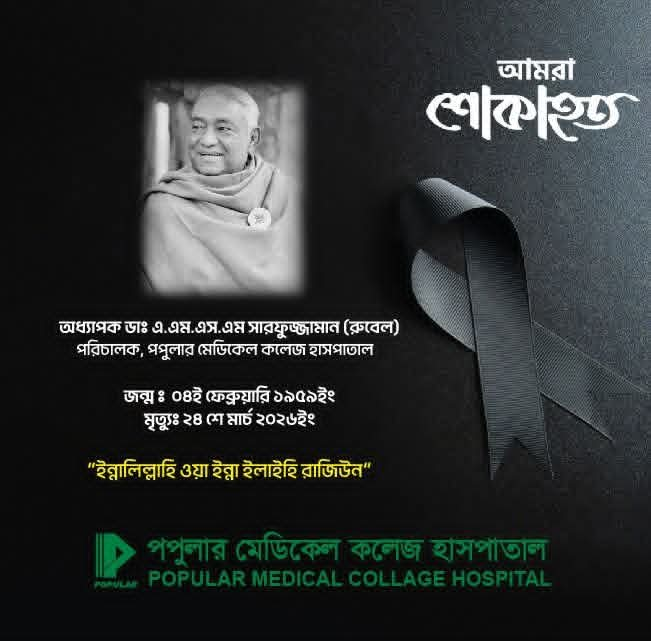 আমরা
শোকাহত
অধ্যাপক ডাঃ এ.এম.এস.এম সারফুজ্জামান (রুবেল)
পরিচালক, পপুলার মেডিকেল কলেজ হাসপাতাল
জন্ম ঃ ০৪ই ফেব্রুয়ারি ১৯৫৯ইং
মৃত্যুঃ ২৪ শে মার্চ ২০২৬ইং
"ইন্নালিল্লাহি ওয়া ইন্না ইলাইহি রাজিউন"
পপুলার মেডিকেল কলেজ হাসপাতাল
POPULAR
POPULAR MEDICAL COLLAGE HOSPITAL